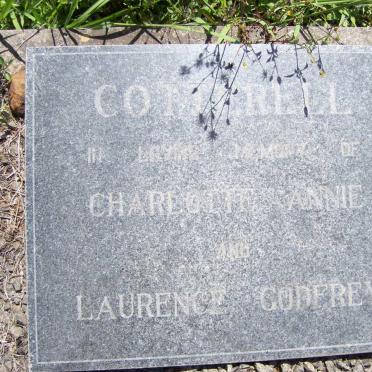 COTTERELL
IN LOVING MEMORY OF
CHARLOTTE ANNIE
AND
LAURENCE GODFREY